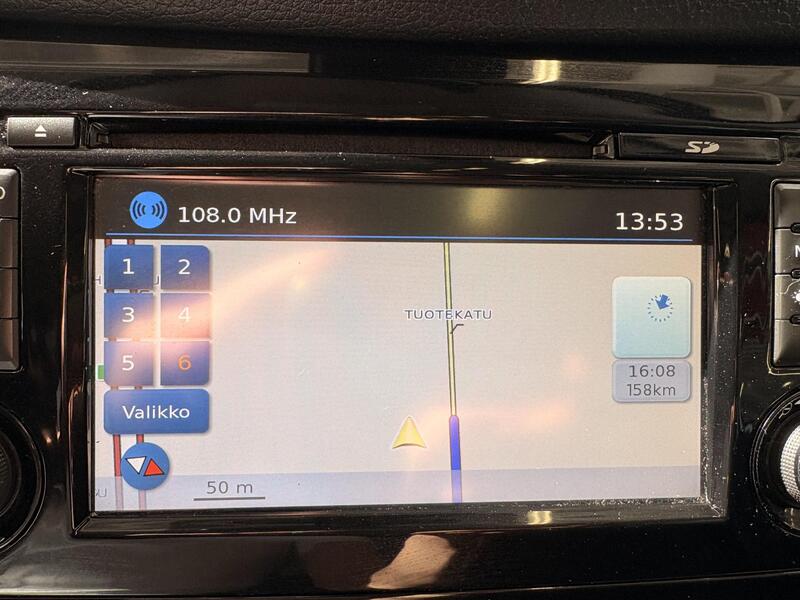 SD
108.0 MHz
13:53
1 2
3 4
5 6
Valikko
TUOTEKATU
16:08
158km
50 m